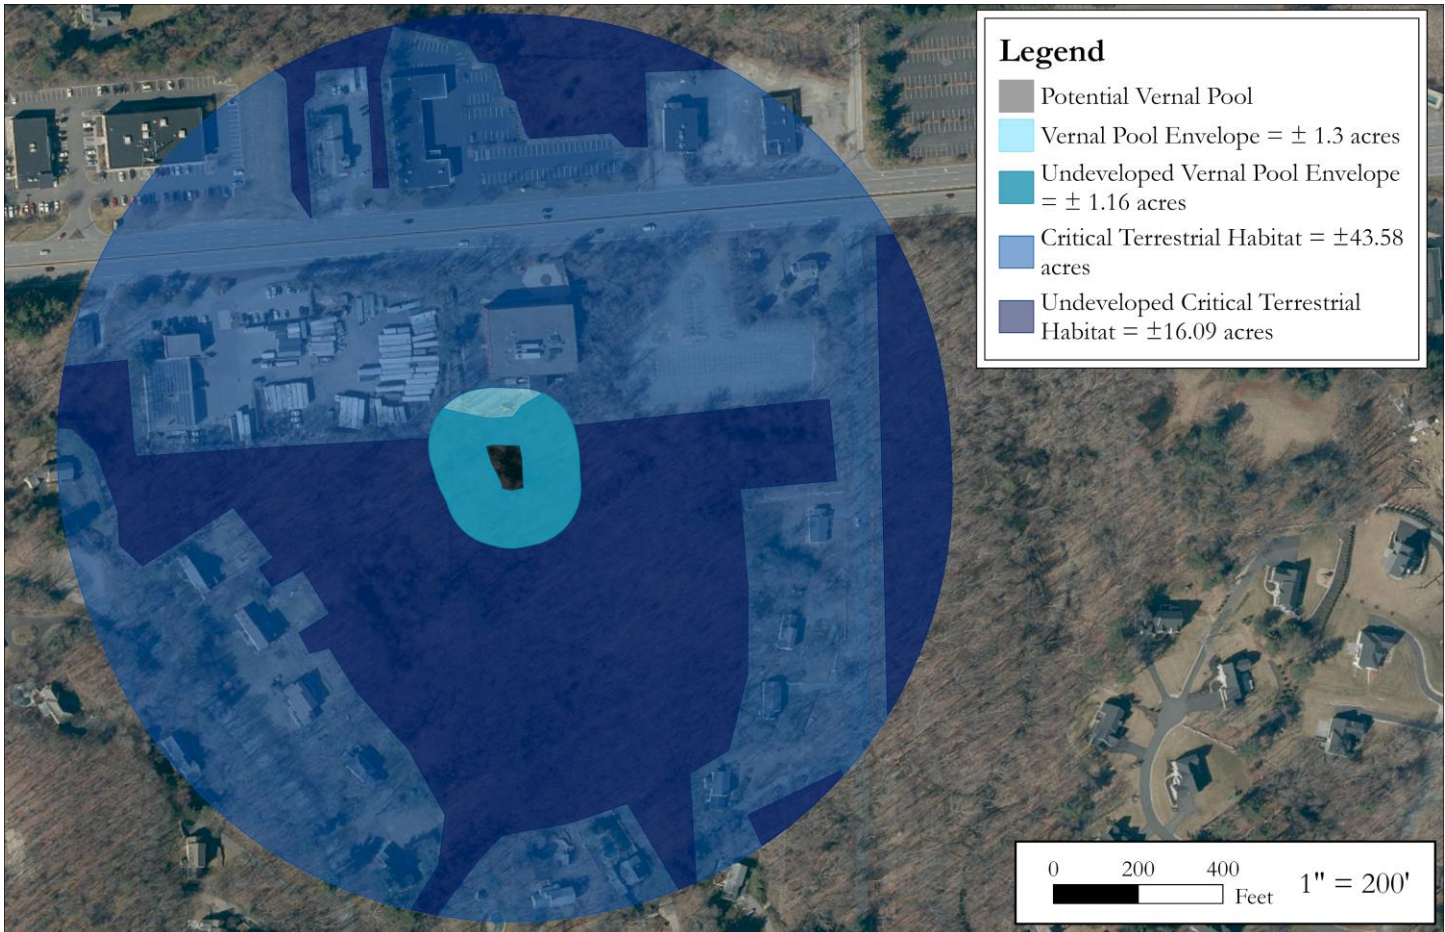 Legend
Potential Vernal Pool
Vernal Pool Envelope = ± 1.3 acres
Undeveloped Vernal Pool Envelope
= ± 1.16 acres
Critical Terrestrial Habitat = ±43.58
acres
Undeveloped Critical Terrestrial
Habitat = ±16.09 acres
0 200 400
Feet
1" = 200'